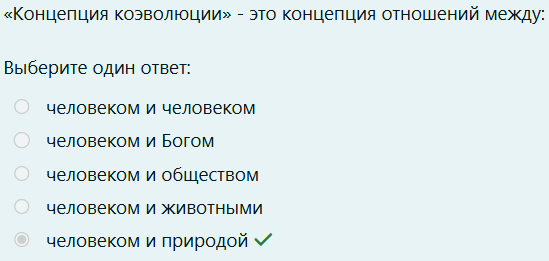 «Концепция коэволюции» - это концепция отношений между:
Выберите один ответ:
человеком и человеком
человеком и Богом
человеком и обществом
человеком и животными
человеком и природой